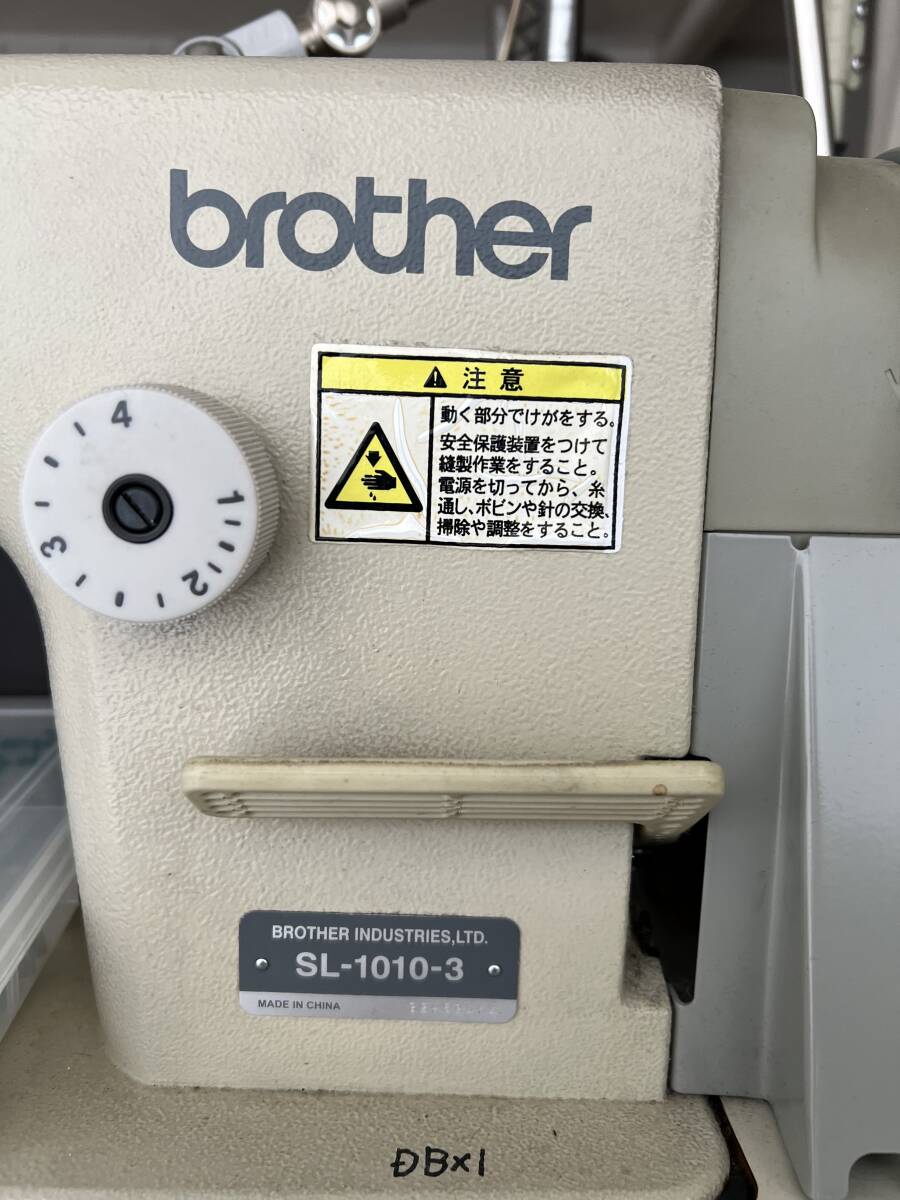 brother
注意
動く部分でけがをする。
安全保護装置をつけて
縫製作業をすること。
電源を切ってから、糸
通し、ボビンや針の交換、
掃除や調整をすること。
4
1
3
2
BROTHER INDUSTRIES,LTD.
SL-1010-3
MADE IN CHINA
DB×1